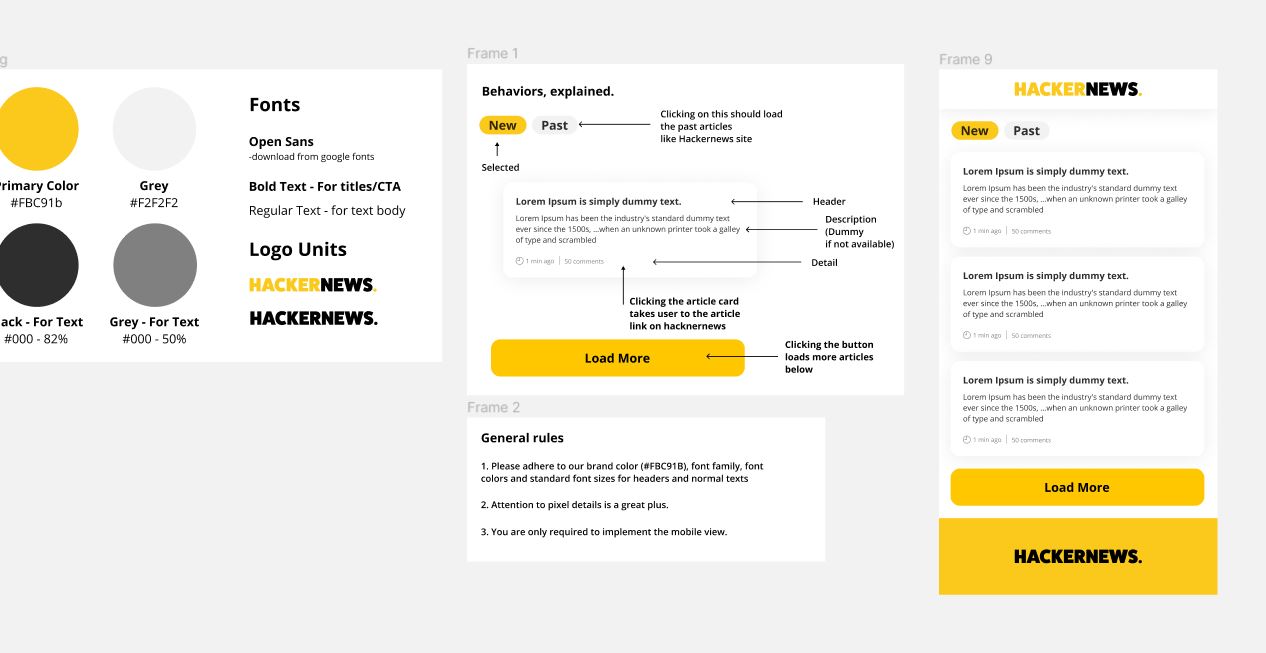 g
Primary Color
#FBC91b
Grey
#F2F2F2
ack - For Text
#000 - 82%
Grey - For Text
#000 - 50%
Fonts
Open Sans
-download from google fonts
Bold Text - For titles/CTA
Regular Text - for text body
Logo Units
HACKERNEWS.
HACKERNEWS.
Frame 1
Behaviors, explained.
New
Past
Clicking on this should load
the past articles
like Hackernews site
Selected
Lorem Ipsum is simply dummy text.
Lorem Ipsum has been the industry's standard dummy text
ever since the 1500s, ...when an unknown printer took a galley
of type and scrambled
1 min ago | 50 comments
Header
Description
(Dummy
if not available)
Detail
Clicking the article card
takes user to the article
link on hacknernews
Load More
Clicking the button
loads more articles
below
Frame 2
General rules
1. Please adhere to our brand color (#FBC91B), font family, font
colors and standard font sizes for headers and normal texts
2. Attention to pixel details is a great plus.
3. You are only required to implement the mobile view.
Frame 9
HACKERNEWS.
New
Past
Lorem Ipsum is simply dummy text.
Lorem Ipsum has been the industry's standard dummy text
ever since the 1500s, ...when an unknown printer took a galley
of type and scrambled
1 min ago | 50 comments
Lorem Ipsum is simply dummy text.
Lorem Ipsum has been the industry's standard dummy text
ever since the 1500s, ...when an unknown printer took a galley
of type and scrambled
1 min ago | 50 comments
Lorem Ipsum is simply dummy text.
Lorem Ipsum has been the industry's standard dummy text
ever since the 1500s, ...when an unknown printer took a galley
of type and scrambled
1 min ago | 50 comments
Load More
HACKERNEWS.